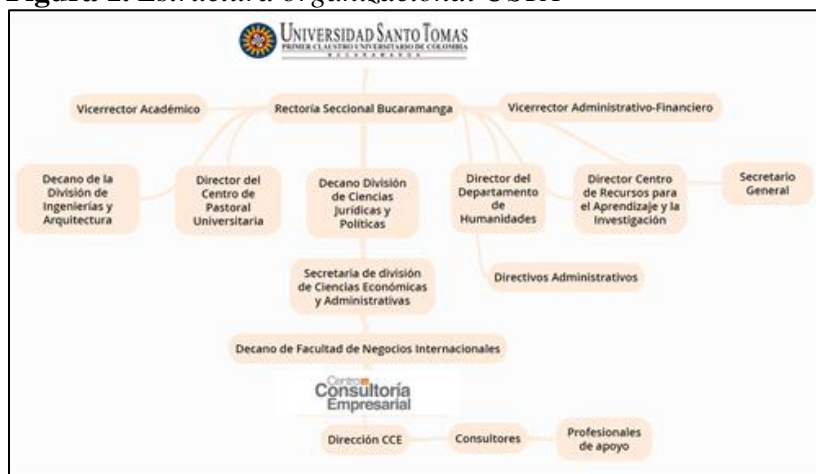 Figura 1. Estructura organizacional USTA
UNIVERSIDAD SANTO TOMAS
PRIMER CLAUSTRO UNIVERSITARIO DE COLOMBIA
BUCARAMANGA
Vicerrector Académico
Rectoría Seccional Bucaramanga
Vicerrector Administrativo-Financiero
Decano de la
División de
Ingenierías y
Arquitectura
Director del
Centro de
Pastoral
Universitaria
Decano División
de Ciencias
Jurídicas y
Políticas
Director del
Departamento
de
Humanidades
Director Centro
de Recursos para
el Aprendizaje y la
Investigación
Secretario
General
Secretaria de división
de Ciencias Económicas
y Administrativas
Directivos Administrativos
Decano de Facultad de Negocios Internacionales
Centro
Consultoría
Empresarial
Dirección CCE
Consultores
Profesionales
de apoyo